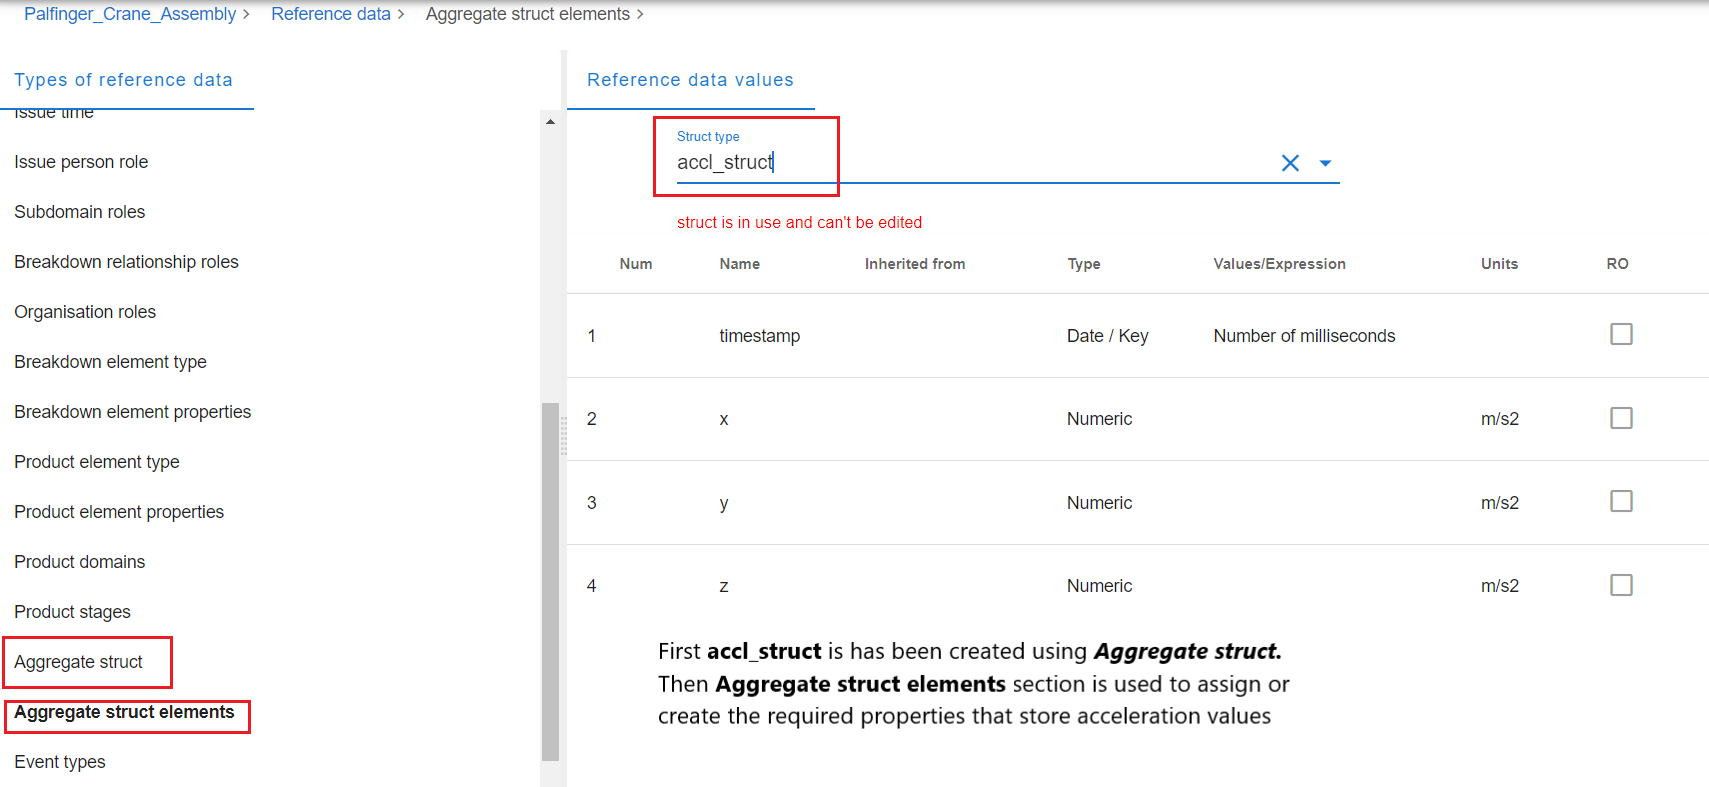 Palfinger_Crane_Assembly > Reference data > Aggregate struct elements >
Types of reference data
Issue time
Issue person role
Subdomain roles
Breakdown relationship roles
Organisation roles
Breakdown element type
Breakdown element properties
Product element type
Product element properties
Product domains
Product stages
Aggregate struct
Aggregate struct elements
Event types
Reference data values
Struct type
accl_struct
struct is in use and can't be edited
Num Name Inherited from Type Values/Expression Units RO
1 timestamp Date / Key Number of milliseconds
2 x Numeric m/s2
3 y Numeric m/s2
4 z Numeric m/s2
First accl_struct is has been created using Aggregate struct.
Then Aggregate struct elements section is used to assign or
create the required properties that store acceleration values